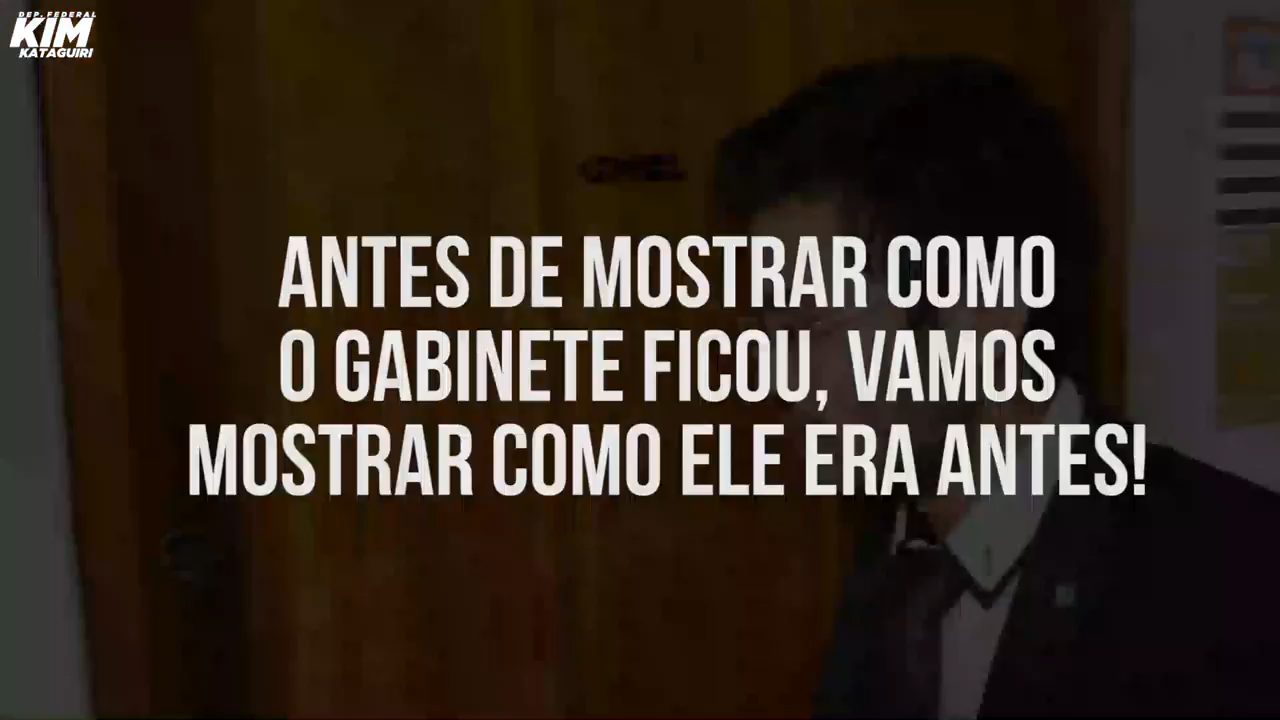 DEP. FEDERAL
KIM
KATAGUIRI
ANTES DE MOSTRAR COMO
O GABINETE FICOU, VAMOS
MOSTRAR COMO ELE ERA ANTES!